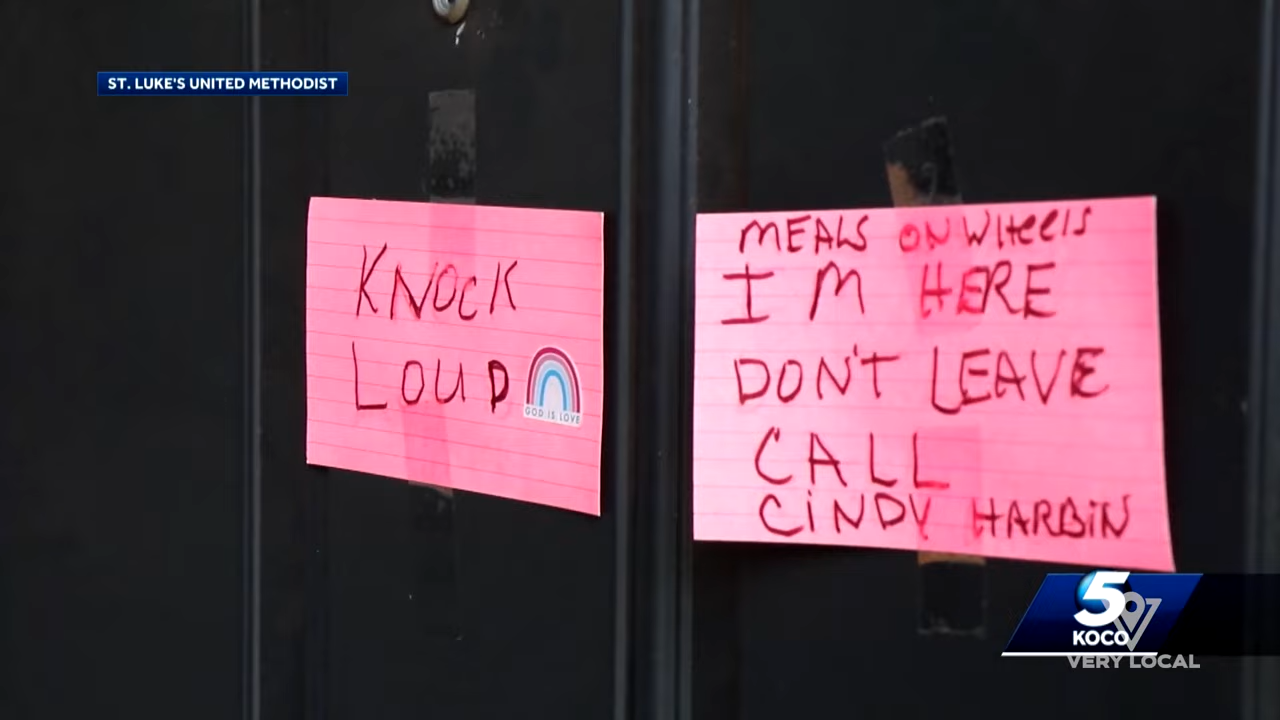 ST. LUKE'S UNITED METHODIST
KNOCK
LOUD
GOD IS LOVE
MEALS ON WHEELS
I M HERE
DON'T LEAVE
CALL
CINDY HARBIN
5
KOCO
VERY LOCAL